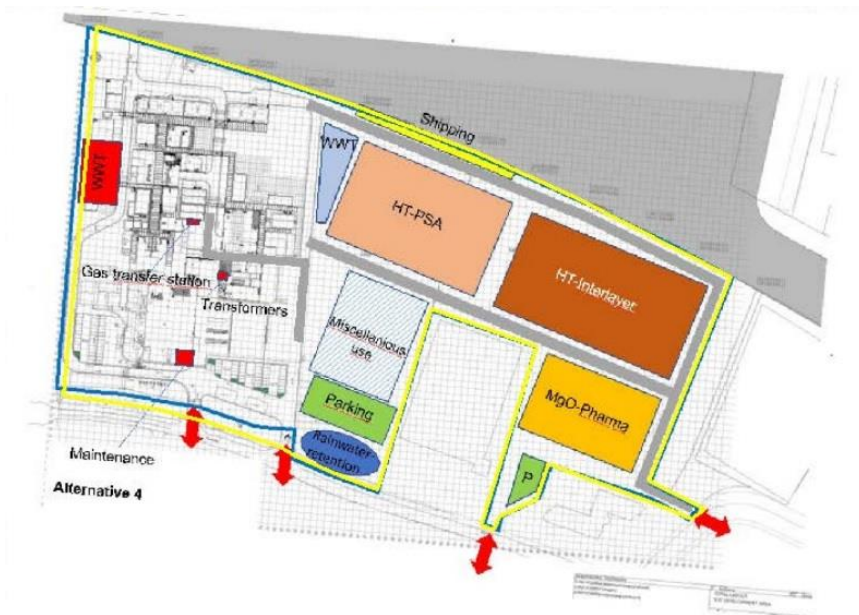 Shipping
WWT
WWT
HT-PSA
HT-Interlayer
Gas transfer station
Transformers
Miscellanious
use
MgO-Pharma
Parking
Rainwater-
retention
P
Maintenance
Alternative 4